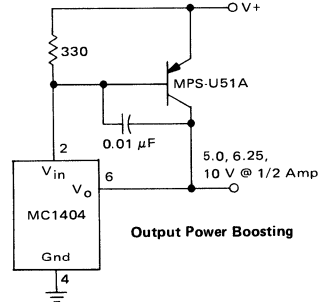 V+
330
MPS-U51A
0.01 µF
2
5.0, 6.25,
10 V @ 1/2 Amp
Vin
6
Vo
MC1404
Output Power Boosting
Gnd
4